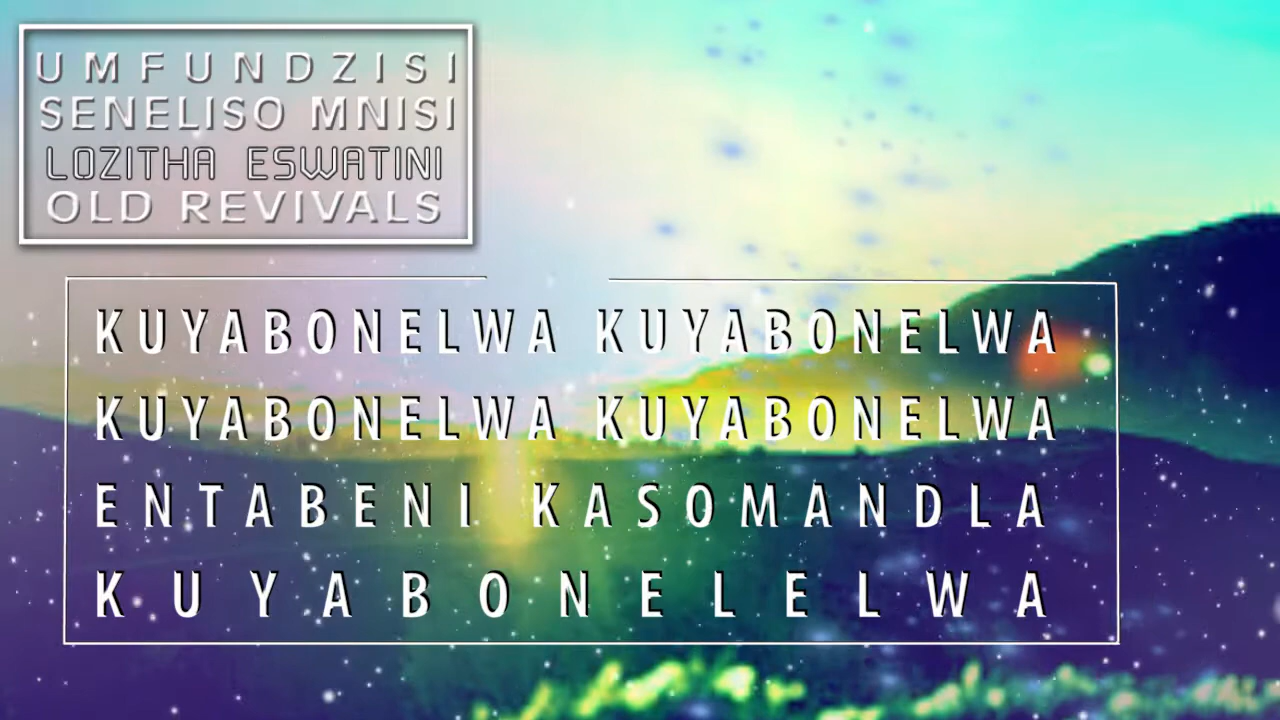 UMFUNDZISI
SENELISO MNISI
LOZITHA ESWATINI
OLD REVIVALS
KUYABONELWA KUYABONELWA
KUYABONELWA KUYABONELWA
ENTABENI KASOMANDLA
KUYABONELELWA